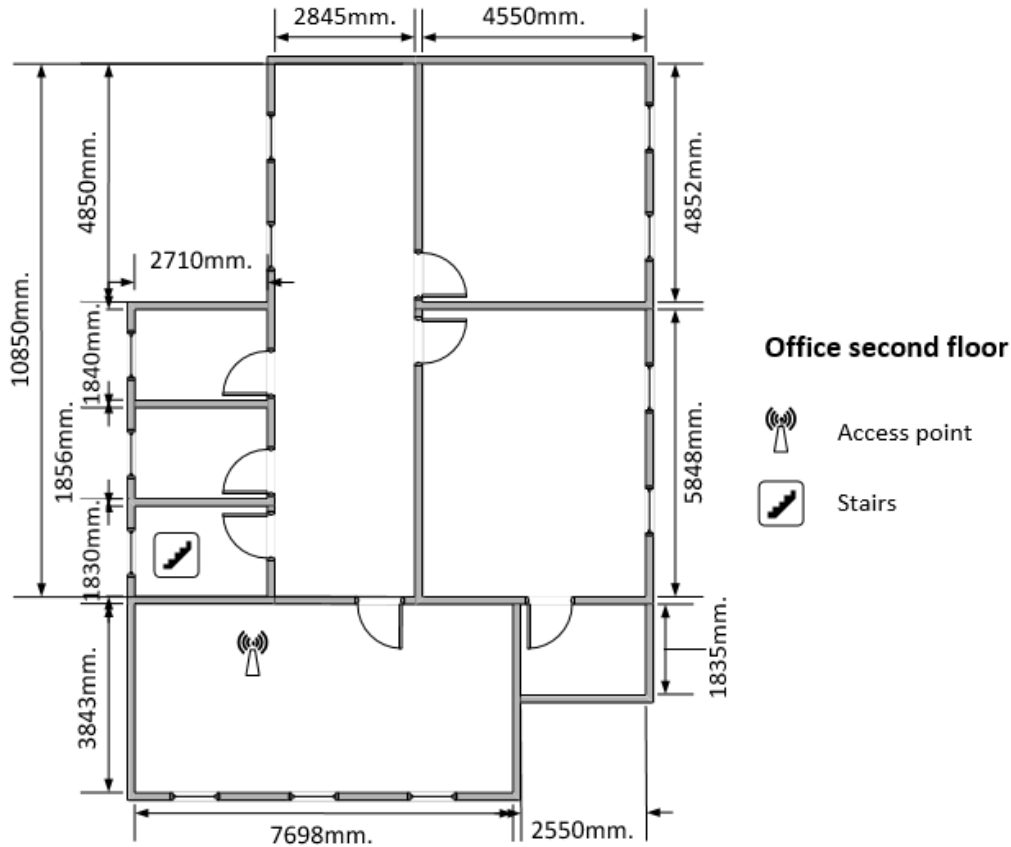 2845mm.
4550mm.
4850mm.
4852mm.
2710mm.
10850mm.
1840mm.
Office second floor
1856mm.
Access point
5848mm.
Stairs
1830mm.
1835mm.
3843mm.
7698mm.
2550mm.